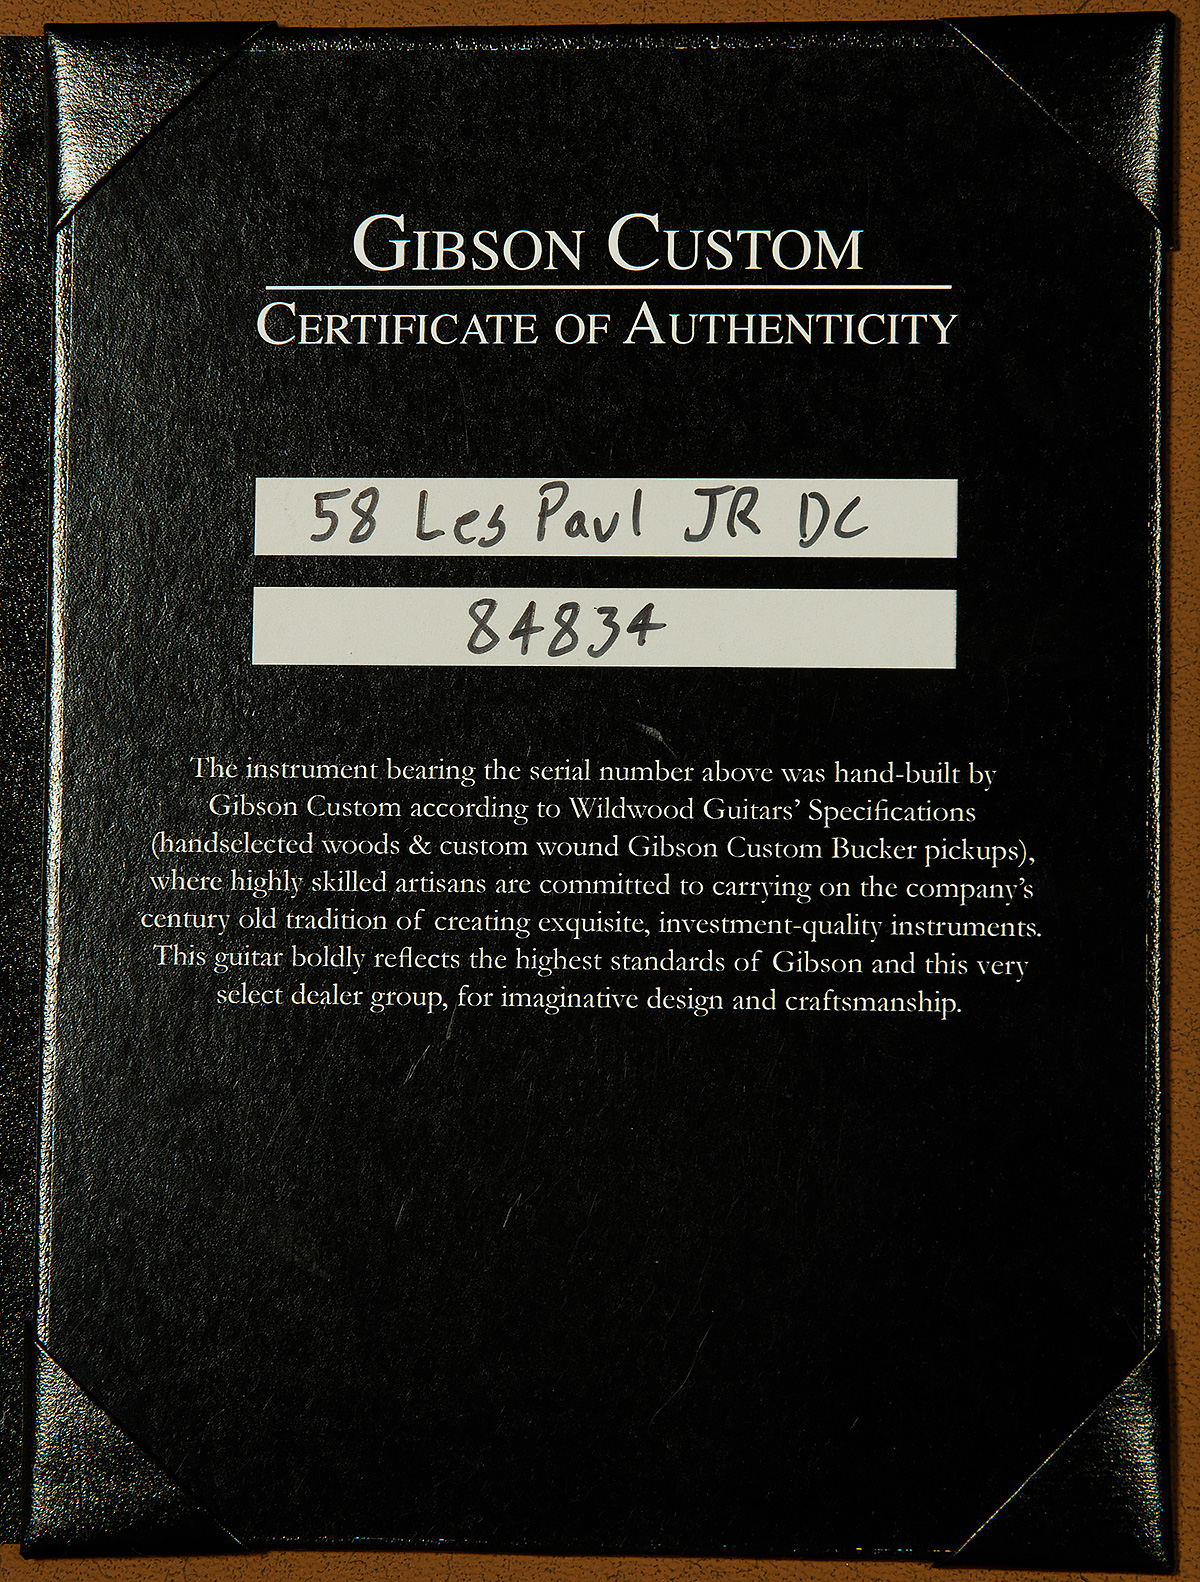 GIBSON CUSTOM
CERTIFICATE OF AUTHENTICITY
58 Les Paul JR DC
84834
The instrument bearing the serial number above was hand-built by
Gibson Custom according to Wildwood Guitars' Specifications
(handselected woods & custom wound Gibson Custom Bucker pickups),
where highly skilled artisans are committed to carrying on the company's
century old tradition of creating exquisite, investment-quality instruments.
This guitar boldly reflects the highest standards of Gibson and this very
select dealer group, for imaginative design and craftsmanship.